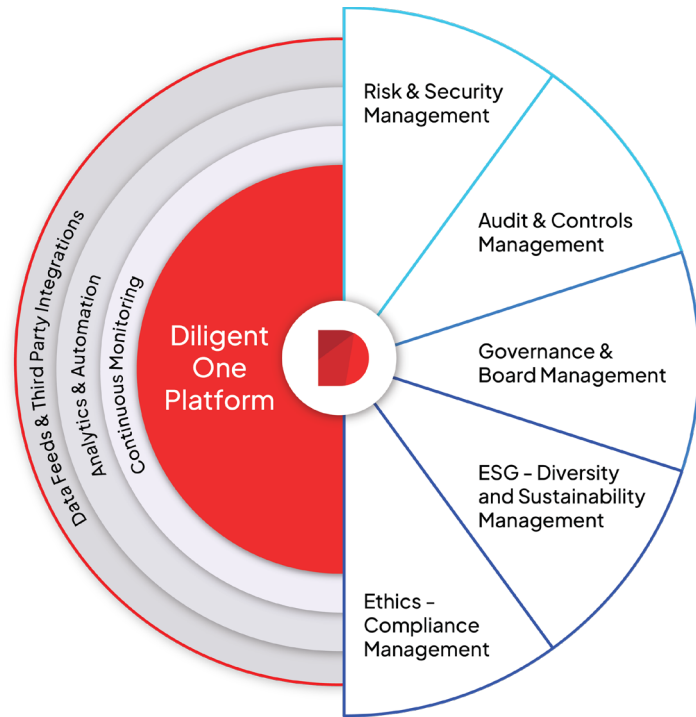 Data Feeds & Third Party Integrations
Analytics & Automation
Continuous Monitoring
Diligent
One
Platform
Risk & Security
Management
Audit & Controls
Management
Governance &
Board Management
ESG – Diversity
and Sustainability
Management
Ethics –
Compliance
Management